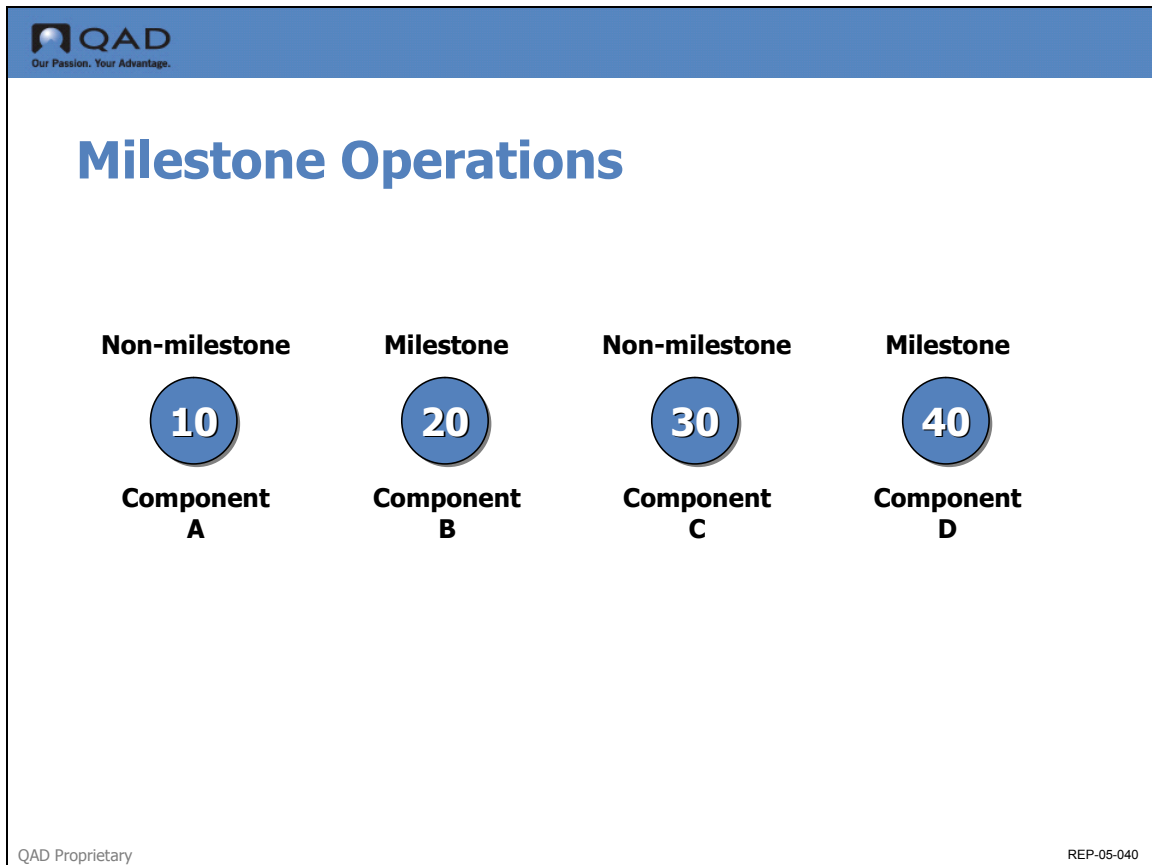 QAD
Our Passion. Your Advantage.
Milestone Operations
Non-milestone Milestone Non-milestone Milestone
10 20 30 40
Component Component Component Component
A B C D
QAD Proprietary REP-05-040